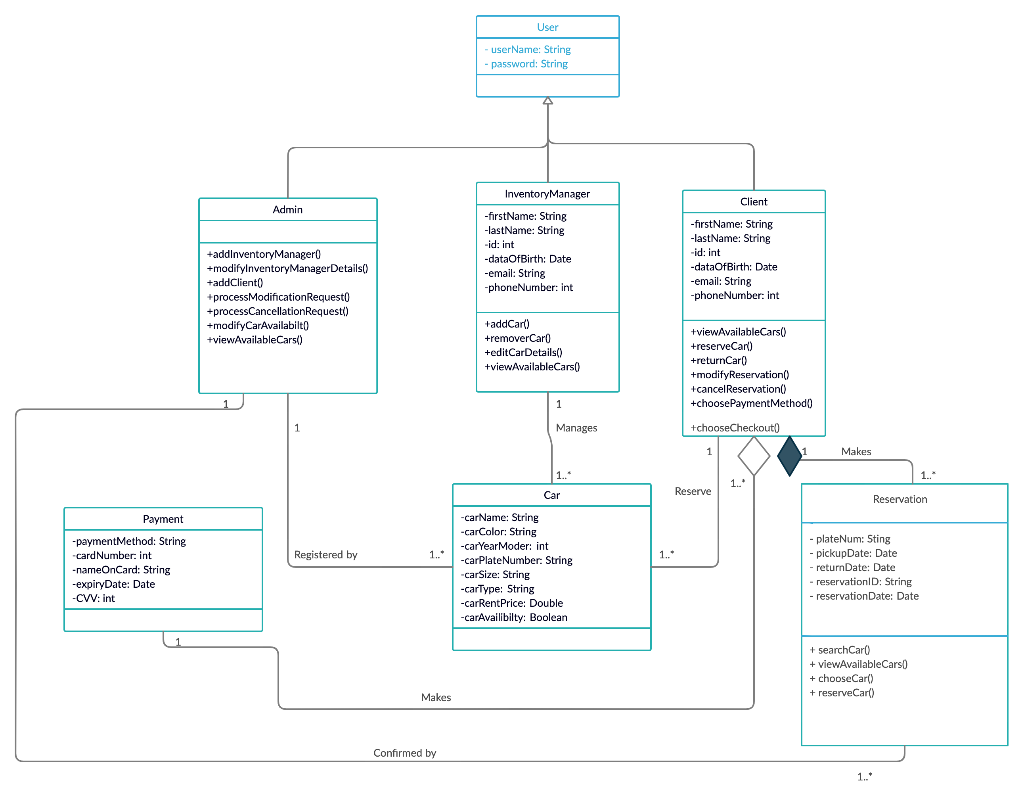 User
- userName: String
- password: String
Admin
+addInventoryManager()
+modifyInventoryManagerDetails()
+addClient()
+processModificationRequest()
+processCancellationRequest()
+modifyCarAvailabilt()
+viewAvailableCars()
InventoryManager
-firstName: String
-lastName: String
-id: int
-dataOfBirth: Date
-email: String
-phoneNumber: int
+addCar()
+removerCar()
+editCarDetails()
+viewAvailableCars()
Client
-firstName: String
-lastName: String
-id: int
-dataOfBirth: Date
-email: String
-phoneNumber: int
+viewAvailableCars()
+reserveCar()
+returnCar()
+modifyReservation()
+cancelReservation()
+choosePaymentMethod()
+chooseCheckout()
1
1
1
Manages
1..*
1
Reserve
1..*
1
Makes
1..*
Registered by
1..*
1..*
Car
-carName: String
-carColor: String
-carYearModer: int
-carPlateNumber: String
-carSize: String
-carType: String
-carRentPrice: Double
-carAvailibilty: Boolean
Payment
-paymentMethod: String
-cardNumber: int
-nameOnCard: String
-expiryDate: Date
-CVV: int
1
Makes
Reservation
- plateNum: Sting
- pickupDate: Date
- returnDate: Date
- reservationID: String
- reservationDate: Date
+ searchCar()
+ viewAvailableCars()
+ chooseCar()
+ reserveCar()
Confirmed by
1..*